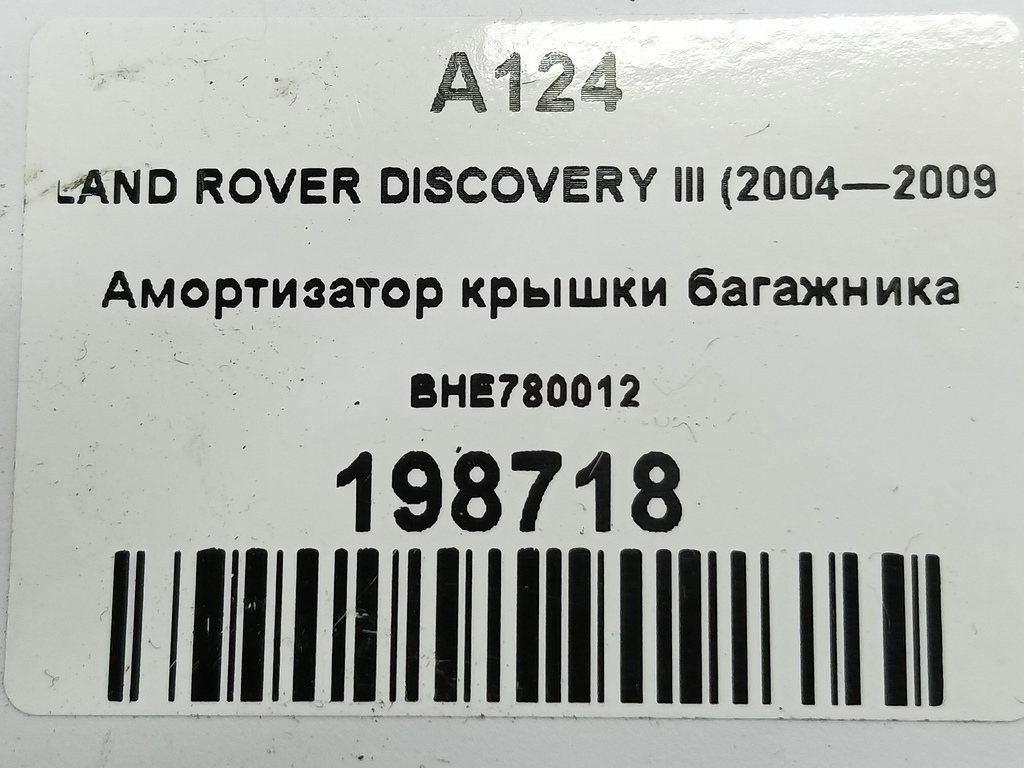 A124
LAND ROVER DISCOVERY III (2004—2009
Амортизатор крышки багажника
BHE780012
198718